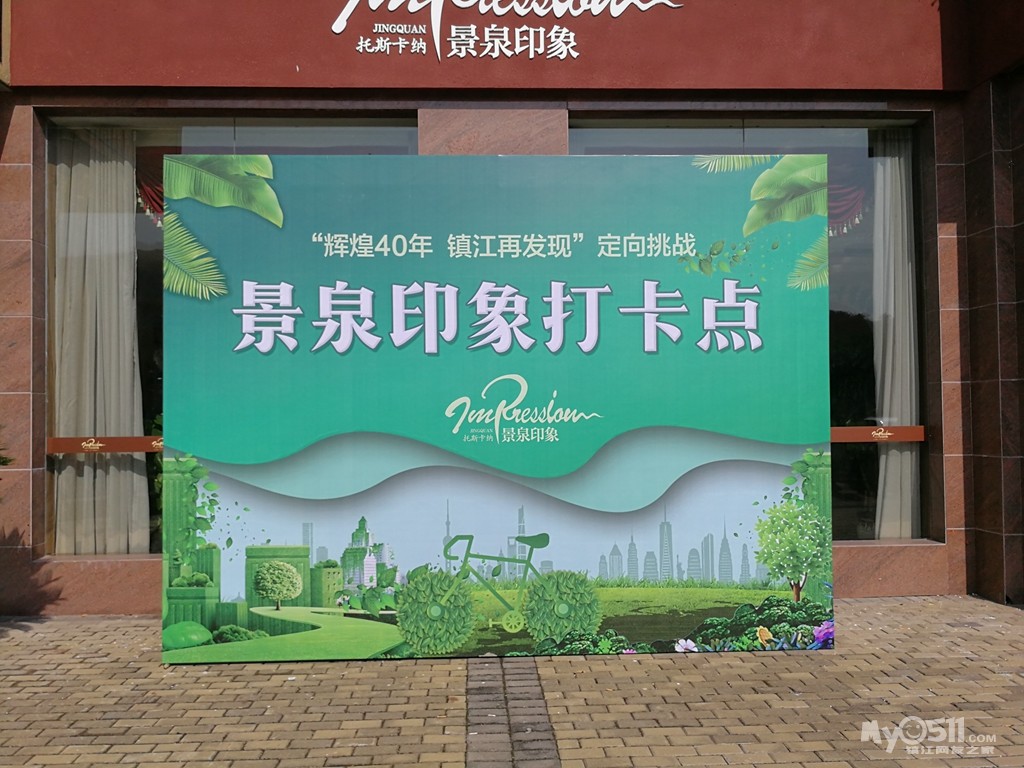 Impression
JINGQUAN
托斯卡纳 景泉印象
“辉煌40年 镇江再发现”定向挑战
景泉印象打卡点
Impression
JINGQUAN
托斯卡纳 景泉印象
My0511.COM
镇江网友之家